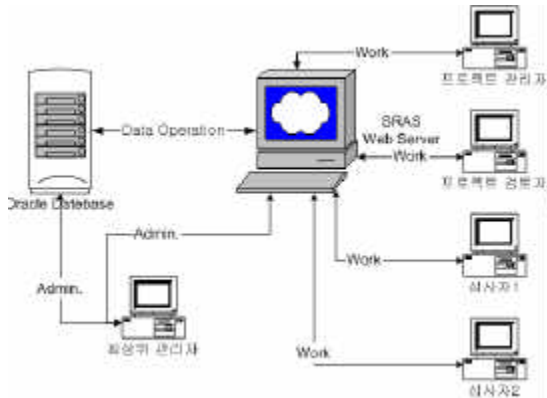 Work
프로젝트 관리자
SRAS
Web Server
Data Operation
Work
프로젝트 검토자
Oracle Datebase
Admin.
Work
심사자1
Admin.
최상위 관리자
Work
심사자2